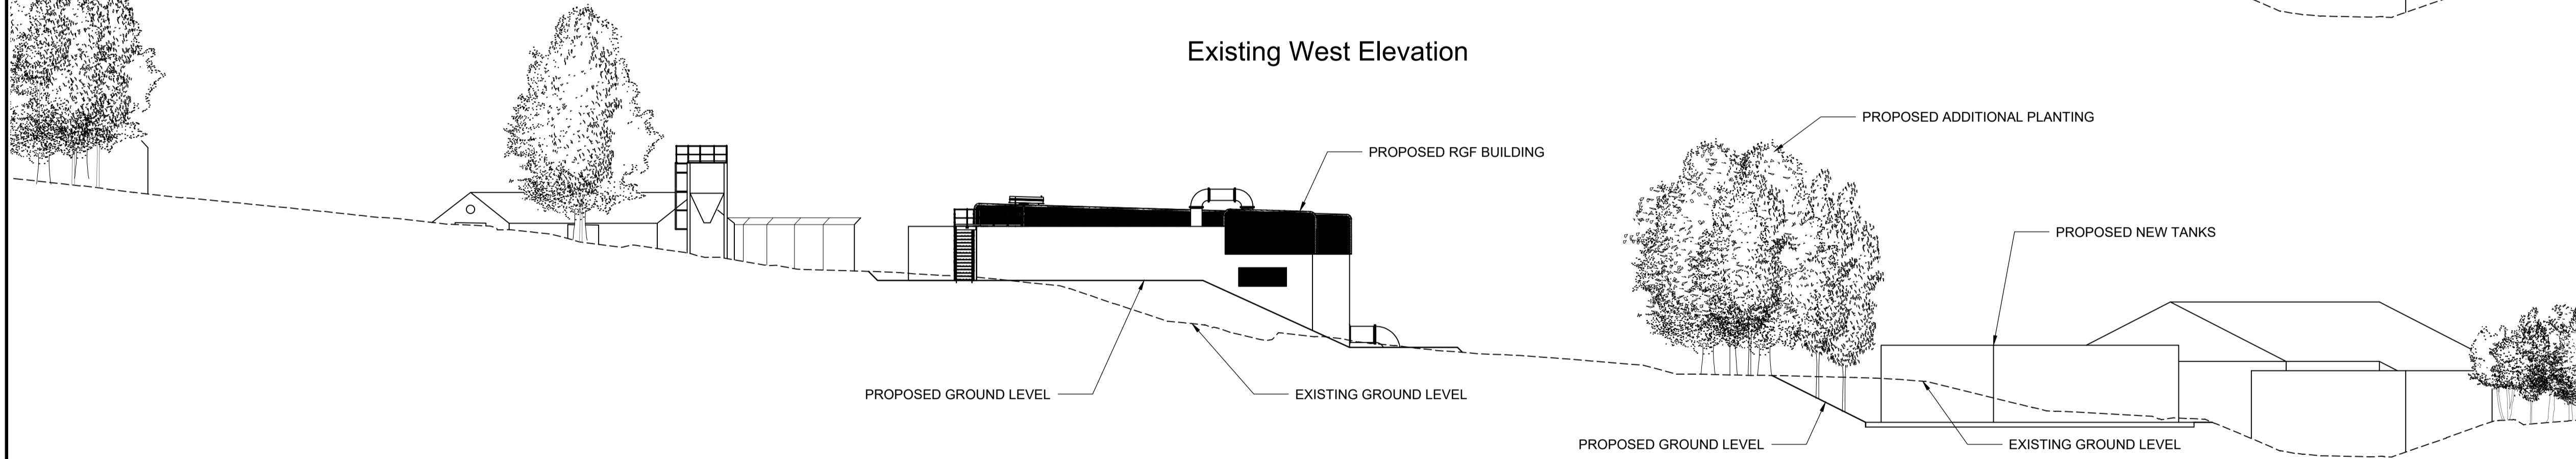 Existing West Elevation
PROPOSED ADDITIONAL PLANTING
PROPOSED RGF BUILDING
PROPOSED NEW TANKS
PROPOSED GROUND LEVEL
EXISTING GROUND LEVEL
PROPOSED GROUND LEVEL
EXISTING GROUND LEVEL